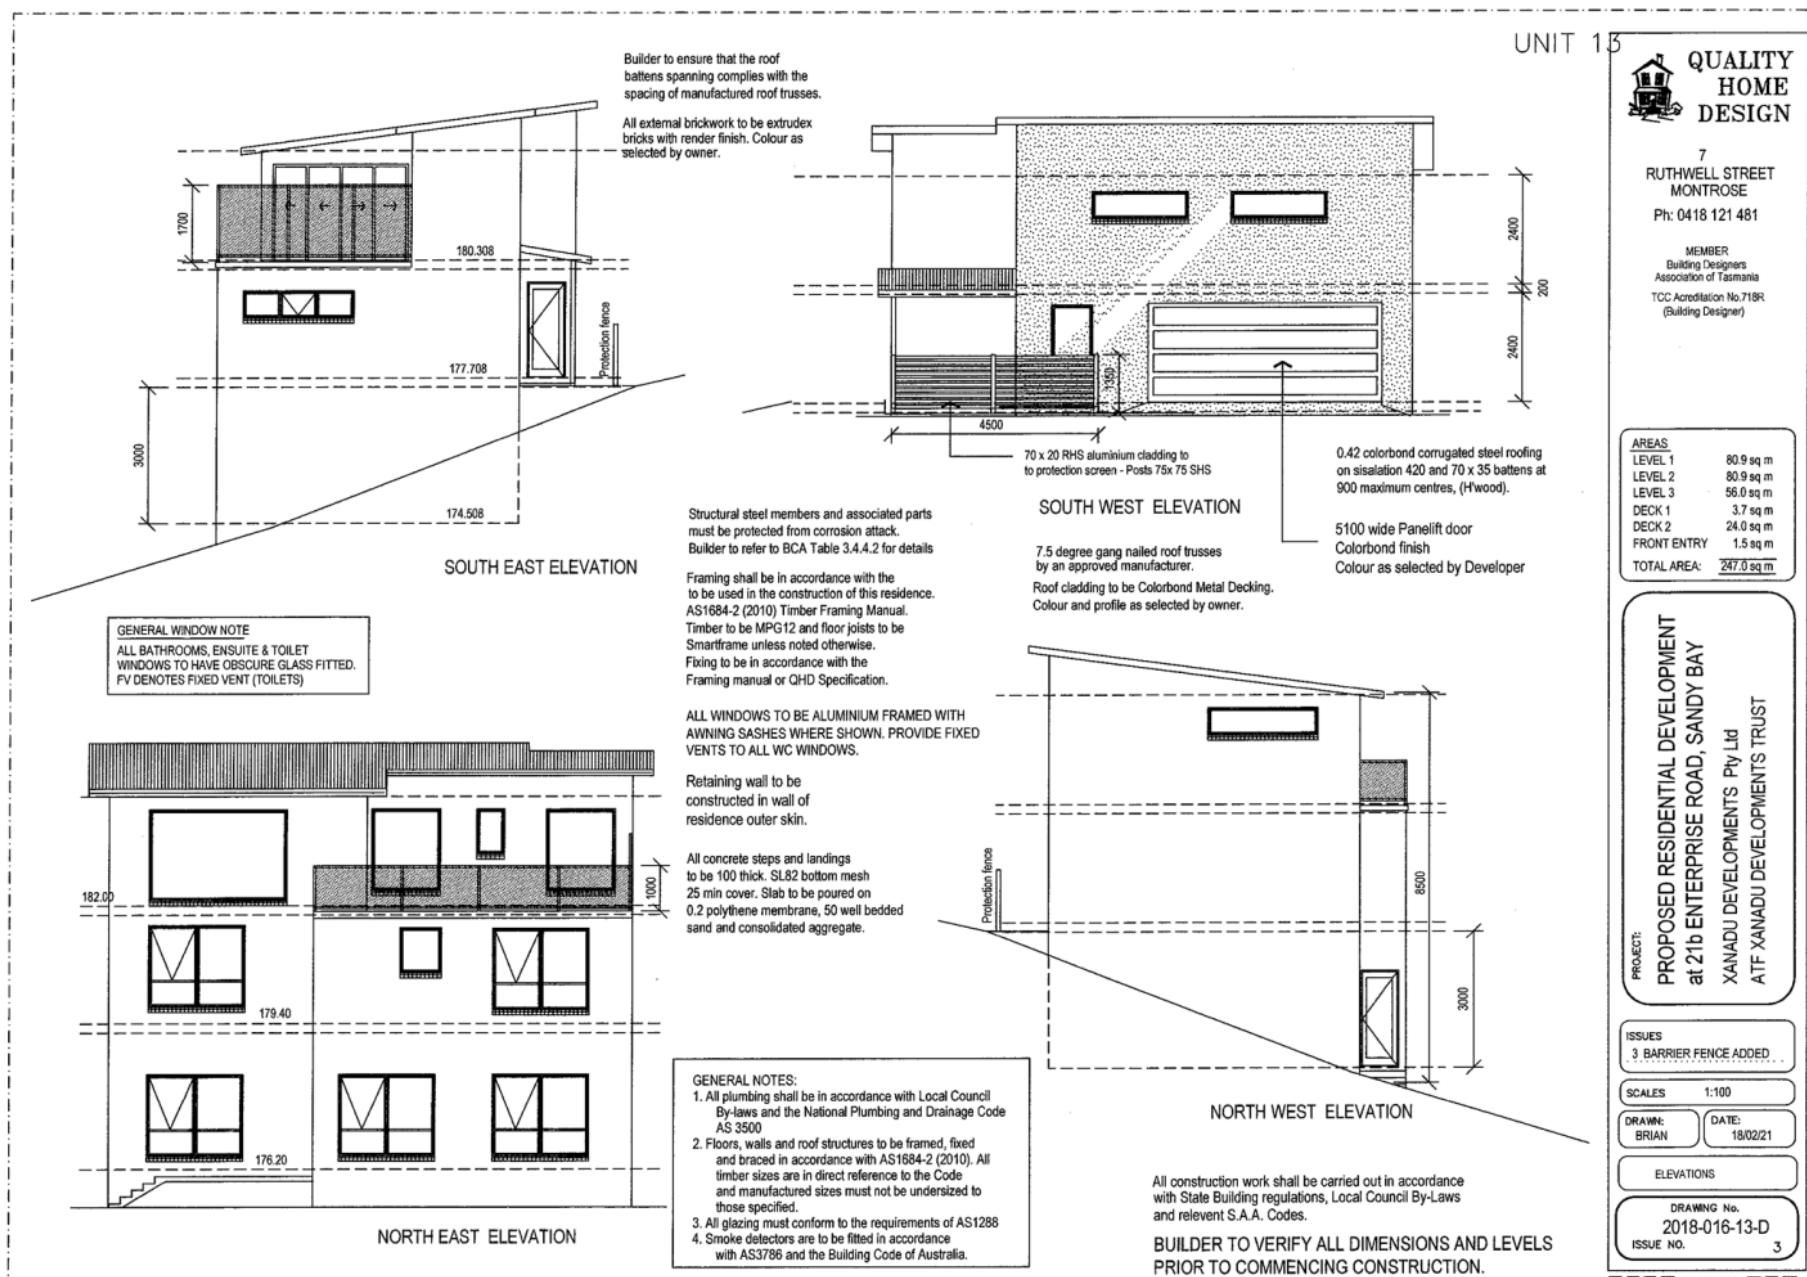 UNIT 13
Builder to ensure that the roof
battens spanning complies with the
spacing of manufactured roof trusses.
All external brickwork to be extrudex
bricks with render finish. Colour as
selected by owner.
1700
180.308
177.708
Protection fence
3000
174.508
SOUTH EAST ELEVATION
2400
200
2400
1350
4500
70 x 20 RHS aluminium cladding to
to protection screen - Posts 75x 75 SHS
SOUTH WEST ELEVATION
0.42 colorbond corrugated steel roofing
on sisalation 420 and 70 x 35 battens at
900 maximum centres, (H'wood).
5100 wide Panelift door
Colorbond finish
Colour as selected by Developer
7.5 degree gang nailed roof trusses
by an approved manufacturer.
Roof cladding to be Colorbond Metal Decking.
Colour and profile as selected by owner.
Structural steel members and associated parts
must be protected from corrosion attack.
Builder to refer to BCA Table 3.4.4.2 for details
Framing shall be in accordance with the
to be used in the construction of this residence.
AS1684-2 (2010) Timber Framing Manual.
Timber to be MPG12 and floor joists to be
Smartframe unless noted otherwise.
Fixing to be in accordance with the
Framing manual or QHD Specification.
ALL WINDOWS TO BE ALUMINIUM FRAMED WITH
AWNING SASHES WHERE SHOWN. PROVIDE FIXED
VENTS TO ALL WC WINDOWS.
Retaining wall to be
constructed in wall of
residence outer skin.
All concrete steps and landings
to be 100 thick. SL82 bottom mesh
25 min cover. Slab to be poured on
0.2 polythene membrane, 50 well bedded
sand and consolidated aggregate.
GENERAL WINDOW NOTE
ALL BATHROOMS, ENSUITE & TOILET
WINDOWS TO HAVE OBSCURE GLASS FITTED.
FV DENOTES FIXED VENT (TOILETS)
182.00
1000
179.40
176.20
NORTH EAST ELEVATION
GENERAL NOTES:
1. All plumbing shall be in accordance with Local Council
By-laws and the National Plumbing and Drainage Code
AS 3500
2. Floors, walls and roof structures to be framed, fixed
and braced in accordance with AS1684-2 (2010). All
timber sizes are in direct reference to the Code
and manufactured sizes must not be undersized to
those specified.
3. All glazing must conform to the requirements of AS1288
4. Smoke detectors are to be fitted in accordance
with AS3786 and the Building Code of Australia.
Protection fence
8500
3000
NORTH WEST ELEVATION
All construction work shall be carried out in accordance
with State Building regulations, Local Council By-Laws
and relevent S.A.A. Codes.
BUILDER TO VERIFY ALL DIMENSIONS AND LEVELS
PRIOR TO COMMENCING CONSTRUCTION.
QUALITY
HOME
DESIGN
7
RUTHWELL STREET
MONTROSE
Ph: 0418 121 481
MEMBER
Building Designers
Association of Tasmania
TCC Acreditation No.718R
(Building Designer)
AREAS
LEVEL 1 80.9 sq m
LEVEL 2 80.9 sq m
LEVEL 3 56.0 sq m
DECK 1 3.7 sq m
DECK 2 24.0 sq m
FRONT ENTRY 1.5 sq m
TOTAL AREA: 247.0 sq m
PROJECT:
PROPOSED RESIDENTIAL DEVELOPMENT
at 21b ENTERPRISE ROAD, SANDY BAY
XANADU DEVELOPMENTS Pty Ltd
ATF XANADU DEVELOPMENTS TRUST
ISSUES
3 BARRIER FENCE ADDED
SCALES 1:100
DRAWN:
BRIAN
DATE:
18/02/21
ELEVATIONS
DRAWING No.
2018-016-13-D
ISSUE NO. 3